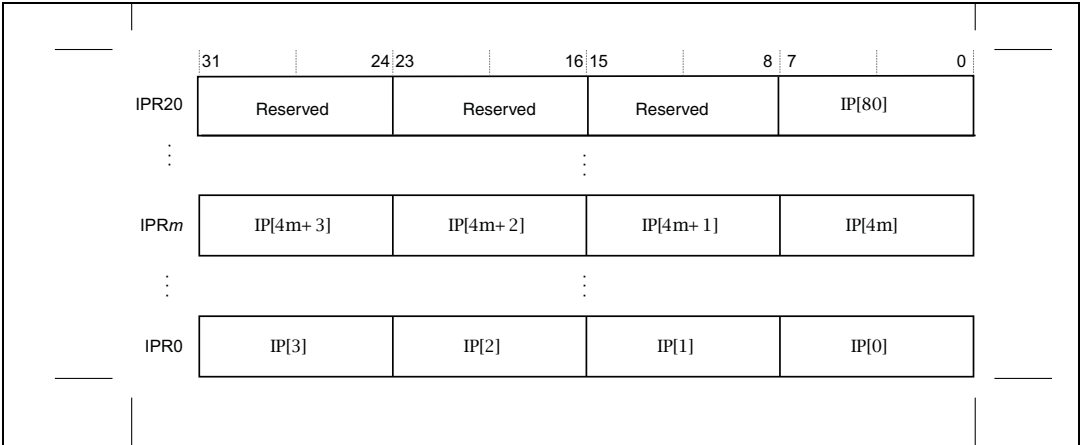 31 24 23 16 15 8 7 0
IPR20 Reserved Reserved Reserved IP[80]
IPRm IP[4m+3] IP[4m+2] IP[4m+1] IP[4m]
IPR0 IP[3] IP[2] IP[1] IP[0]